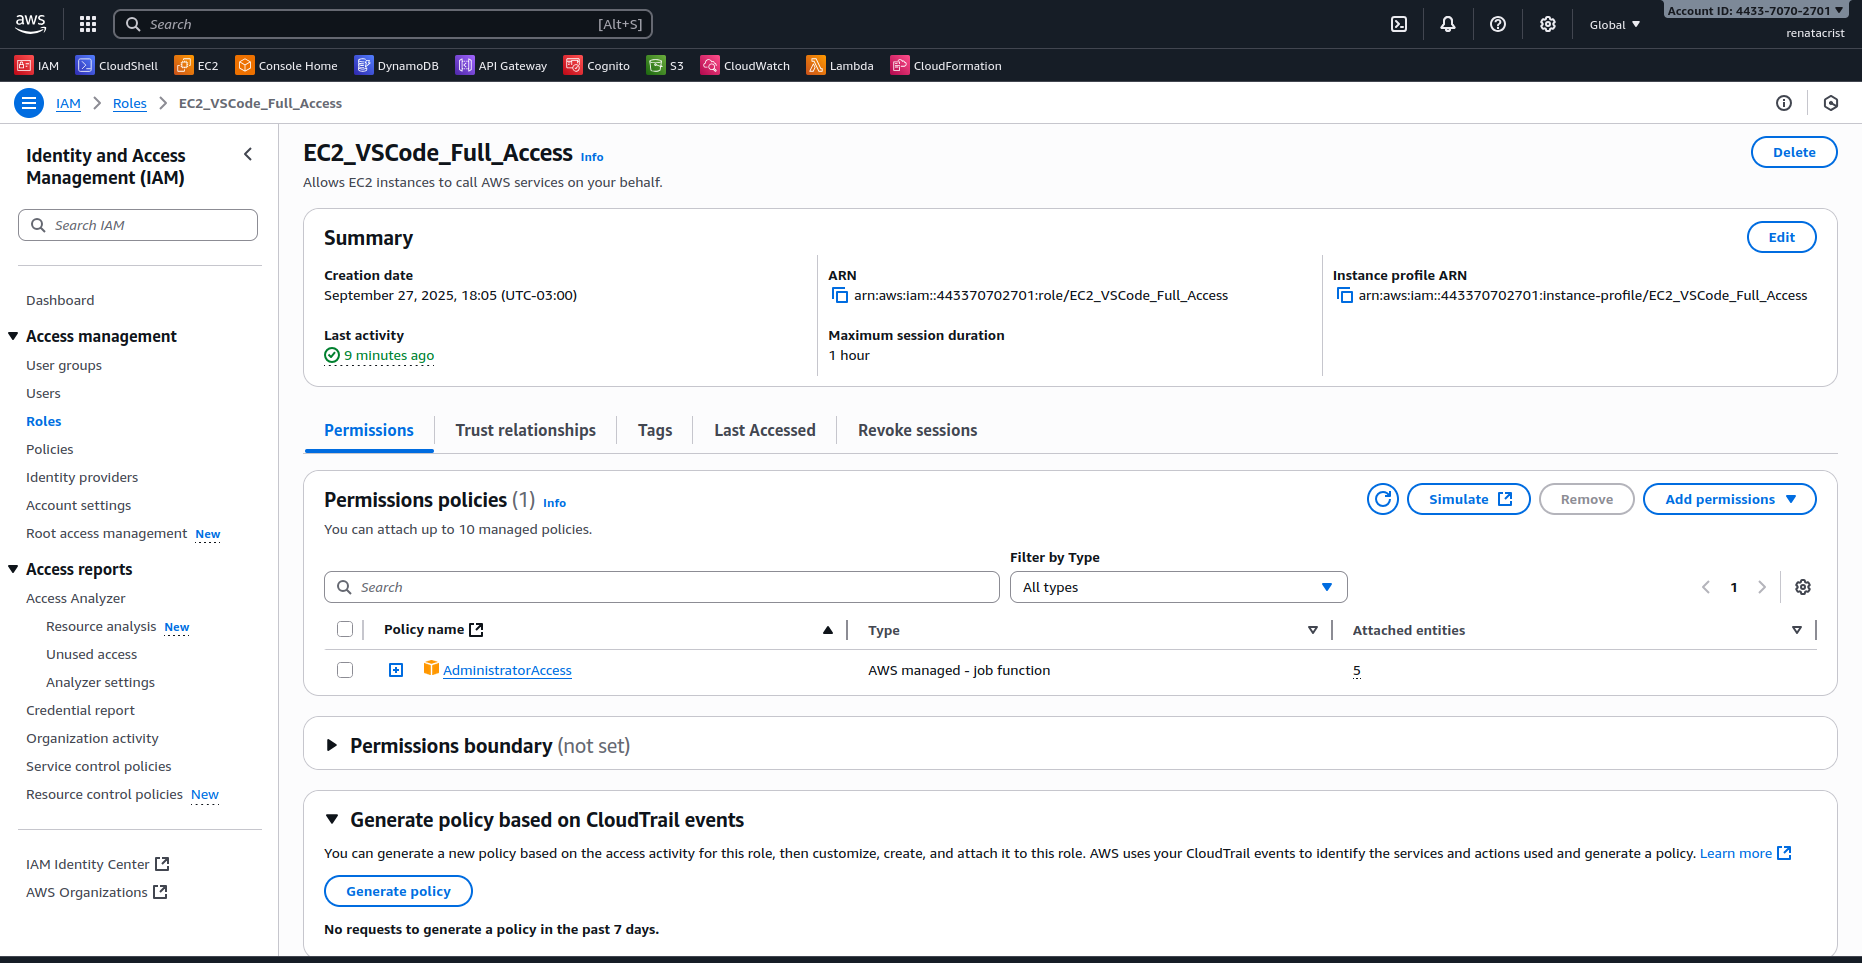 aws
Search [Alt+S]
Global
Account ID: 4433-7070-2701
renatacrist
IAM CloudShell EC2 Console Home DynamoDB API Gateway Cognito S3 CloudWatch Lambda CloudFormation
IAM Roles EC2_VSCode_Full_Access
Identity and Access
Management (IAM)
Search IAM
Dashboard
Access management
User groups
Users
Roles
Policies
Identity providers
Account settings
Root access management New
Access reports
Access Analyzer
Resource analysis New
Unused access
Analyzer settings
Credential report
Organization activity
Service control policies
Resource control policies New
IAM Identity Center
AWS Organizations
EC2_VSCode_Full_Access Info
Delete
Allows EC2 instances to call AWS services on your behalf.
Summary
Edit
Creation date
September 27, 2025, 18:05 (UTC-03:00)
Last activity
9 minutes ago
ARN
arn:aws:iam::443370702701:role/EC2_VSCode_Full_Access
Maximum session duration
1 hour
Instance profile ARN
arn:aws:iam::443370702701:instance-profile/EC2_VSCode_Full_Access
Permissions Trust relationships Tags Last Accessed Revoke sessions
Permissions policies (1) Info
Simulate Remove Add permissions
You can attach up to 10 managed policies.
Filter by Type
Search All types 1
Policy name Type Attached entities
AdministratorAccess AWS managed - job function 5
Permissions boundary (not set)
Generate policy based on CloudTrail events
You can generate a new policy based on the access activity for this role, then customize, create, and attach it to this role. AWS uses your CloudTrail events to identify the services and actions used and generate a policy. Learn more
Generate policy
No requests to generate a policy in the past 7 days.